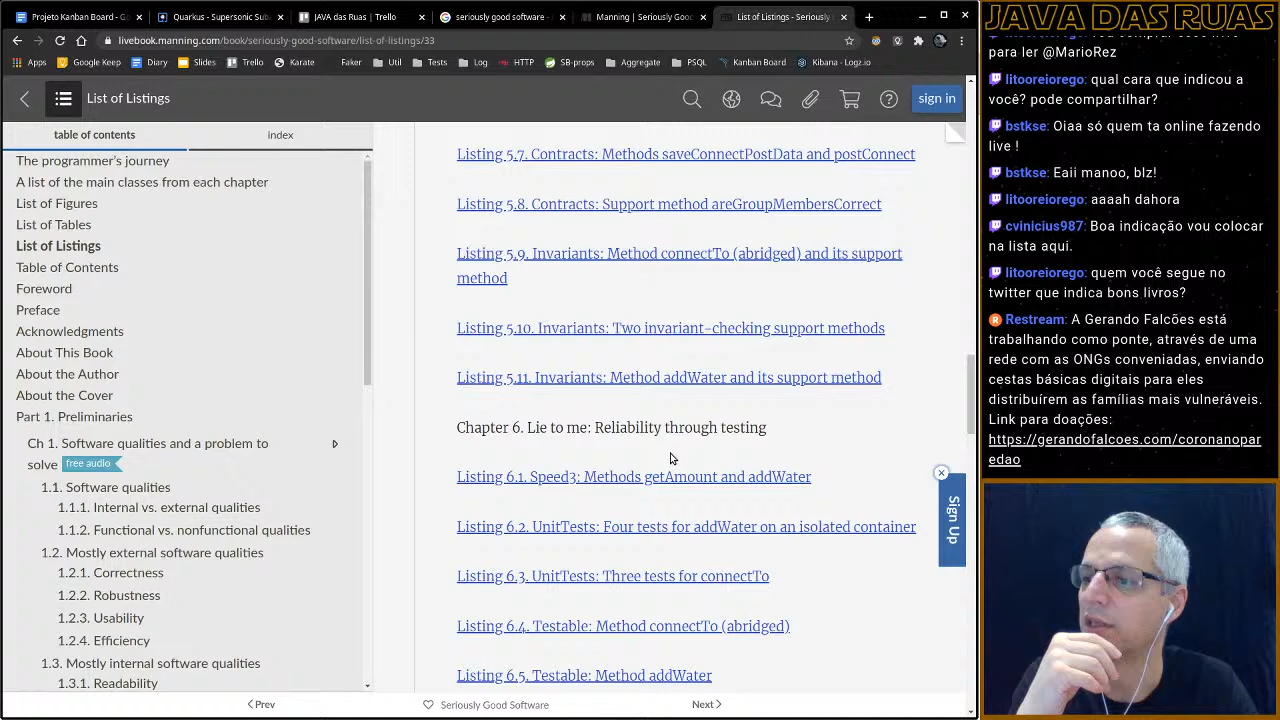 Projeto Kanban Board - Go
Quarkus - Supersonic Suba
JAVA das Ruas | Trello
seriously good software -
Manning | Seriously Good
List of Listings - Seriously
livebook.manning.com/book/seriously-good-software/list-of-listings/33
Apps Google Keep Diary Slides Trello Karate Faker Util Tests Log HTTP SB-props Aggregate PSQL Kanban Board Kibana - Logz.io
List of Listings
sign in
table of contents
index
The programmer's journey
A list of the main classes from each chapter
List of Figures
List of Tables
List of Listings
Table of Contents
Foreword
Preface
Acknowledgments
About This Book
About the Author
About the Cover
Part 1. Preliminaries
Ch 1. Software qualities and a problem to
solve free audio
1.1. Software qualities
1.1.1. Internal vs. external qualities
1.1.2. Functional vs. nonfunctional qualities
1.2. Mostly external software qualities
1.2.1. Correctness
1.2.2. Robustness
1.2.3. Usability
1.2.4. Efficiency
1.3. Mostly internal software qualities
1.3.1. Readability
Listing 5.7. Contracts: Methods saveConnectPostData and postConnect
Listing 5.8. Contracts: Support method areGroupMembersCorrect
Listing 5.9. Invariants: Method connectTo (abridged) and its support
method
Listing 5.10. Invariants: Two invariant-checking support methods
Listing 5.11. Invariants: Method addWater and its support method
Chapter 6. Lie to me: Reliability through testing
Listing 6.1. Speed3: Methods getAmount and addWater
Listing 6.2. UnitTests: Four tests for addWater on an isolated container
Listing 6.3. UnitTests: Three tests for connectTo
Listing 6.4. Testable: Method connectTo (abridged)
Listing 6.5. Testable: Method addWater
Sign Up
Prev
Seriously Good Software
Next
JAVA DAS RUAS
para ler @MarioRez
litooreiorego: qual cara que indicou a
você? pode compartilhar?
bstkse: Oiaa só quem ta online fazendo
live !
bstkse: Eaii manoo, blz!
litooreiorego: aaaah dahora
cvinicius987: Boa indicação vou colocar
na lista aqui.
litooreiorego: quem você segue no
twitter que indica bons livros?
Restream: A Gerando Falcões está
trabalhando como ponte, através de uma
rede com as ONGs conveniadas, enviando
cestas básicas digitais para eles
distribuírem as famílias mais vulneráveis.
Link para doações:
https://gerandofalcoes.com/coronanopar
edao